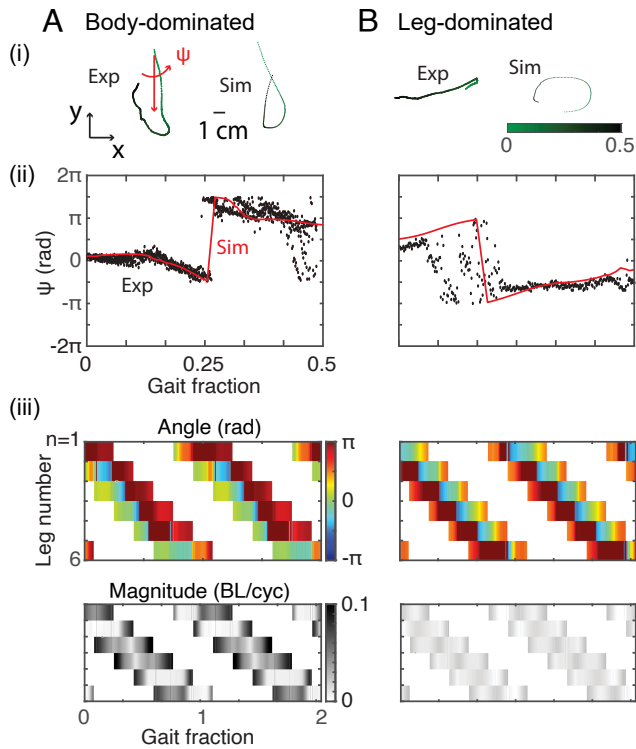 A Body-dominated
B Leg-dominated
(i)
Exp
ψ
Sim
Exp
Sim
y
x
1 cm
0
0.5
(ii)
2π
π
0
-π
-2π
ψ (rad)
Sim
Exp
0
0.25
0.5
Gait fraction
(iii)
Angle (rad)
n=1
6
Leg number
π
0
-π
Magnitude (BL/cyc)
0.1
0
0
1
2
Gait fraction